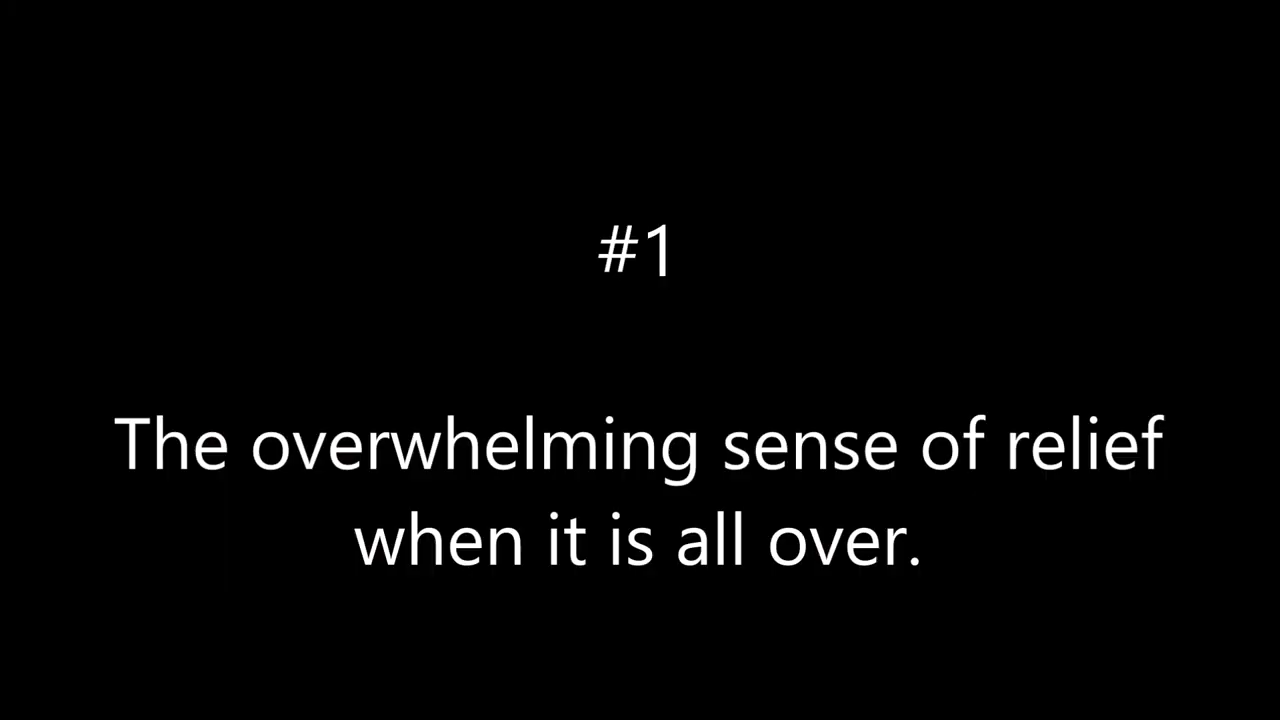 #1
The overwhelming sense of relief
when it is all over.